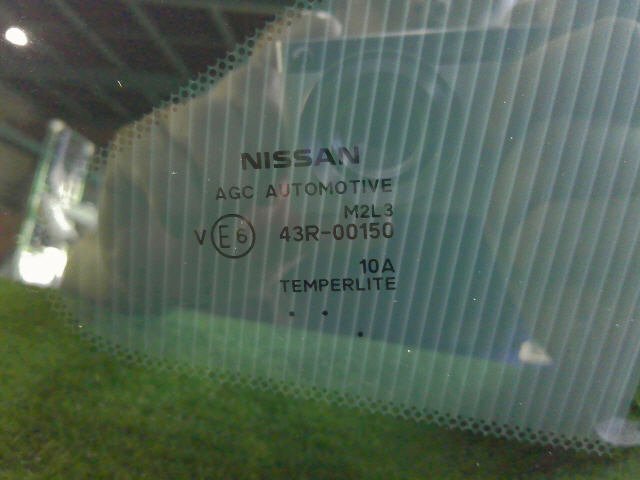 NISSAN
AGC AUTOMOTIVE
M2L3
V E6 43R-00150
10A
TEMPERLITE